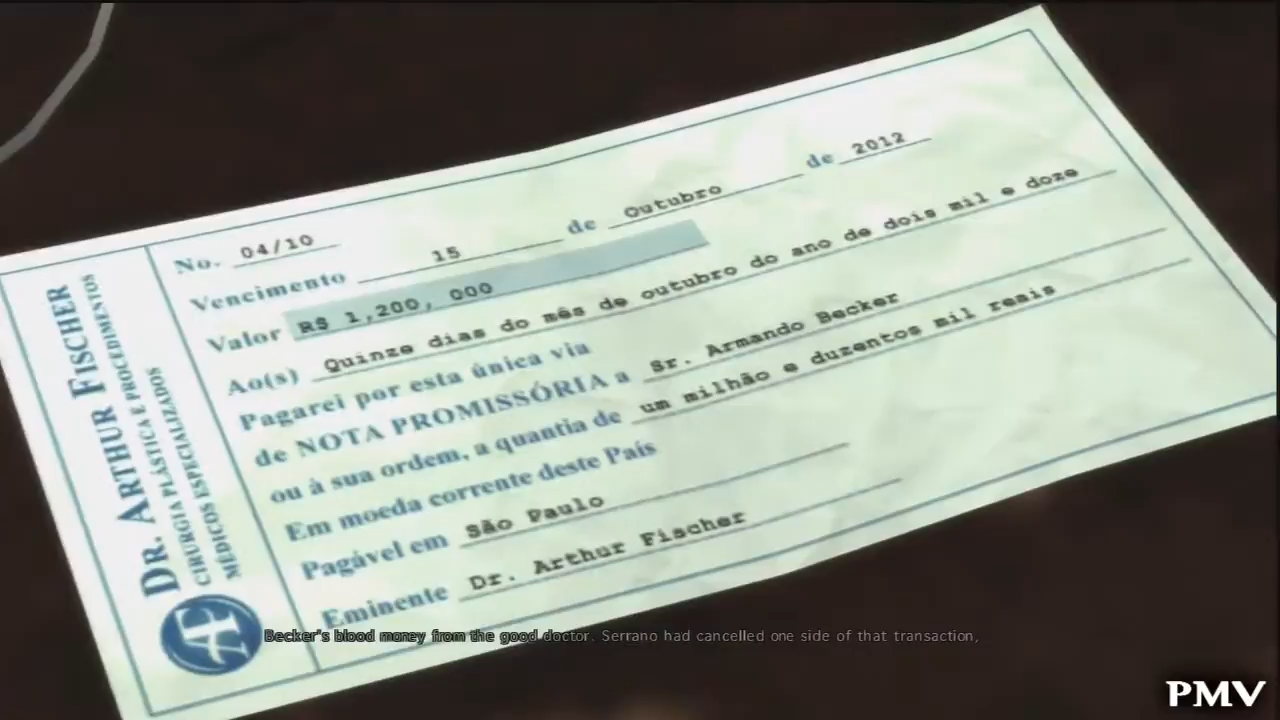 No. 04/10
Vencimento 15 de Outubro de 2012
Valor R$ 1,200, 000
Ao(s) Quinze dias do mês de outubro do ano de dois mil e doze
Pagarei por esta única via
de NOTA PROMISSÓRIA a Sr. Armando Becker
ou à sua ordem, a quantia de um milhão e duzentos mil reais
Em moeda corrente deste País
Pagável em São Paulo
Eminente Dr. Arthur Fischer
DR. ARTHUR FISCHER
CIRURGIA PLÁSTICA E PROCEDIMENTOS
MÉDICOS ESPECIALIZADOS
AF
Becker's blood money from the good doctor. Serrano had cancelled one side of that transaction,
PMV